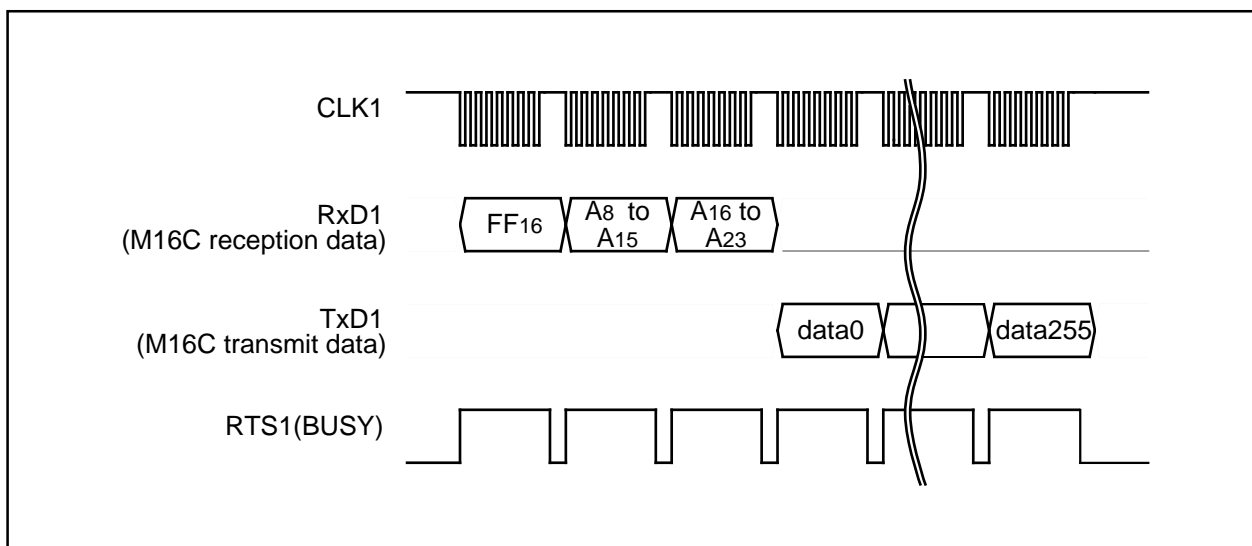 CLK1
RxD1
(M16C reception data)
FF16
A8 to
A15
A16 to
A23
TxD1
(M16C transmit data)
data0
data255
RTS1(BUSY)